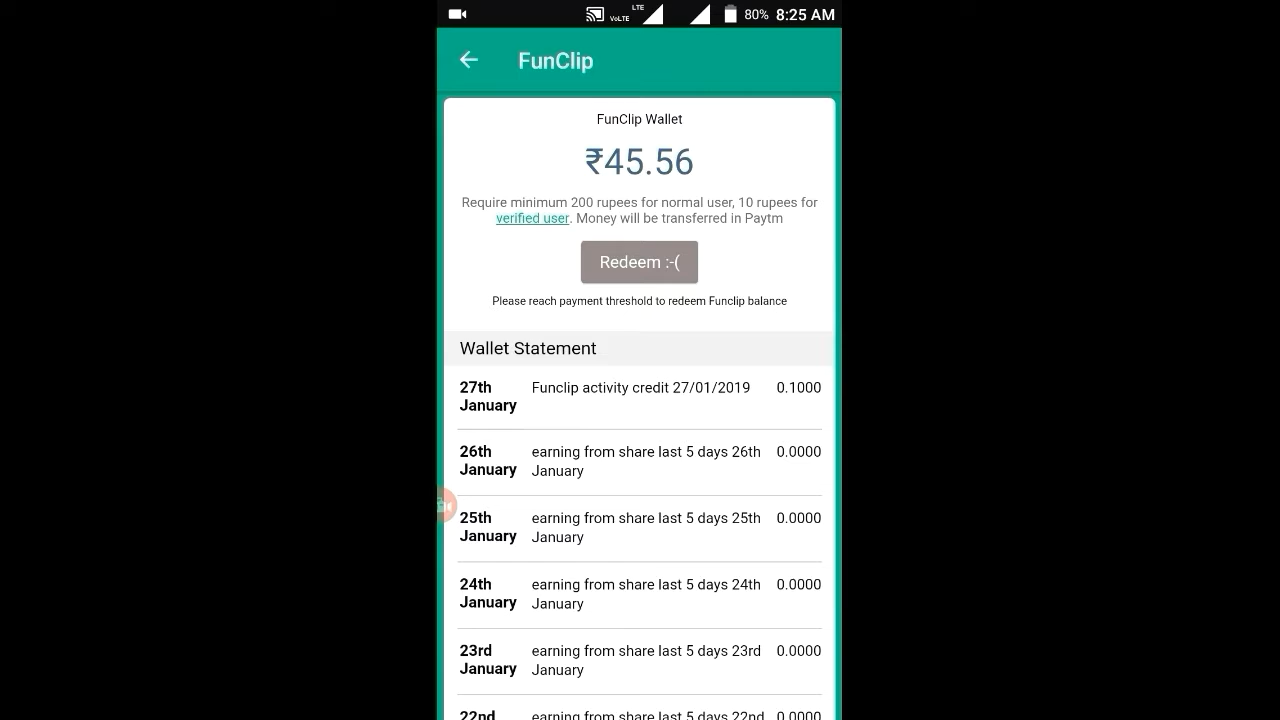 VoLTE LTE 80% 8:25 AM
FunClip
FunClip Wallet
₹45.56
Require minimum 200 rupees for normal user, 10 rupees for
verified user. Money will be transferred in Paytm
Redeem :-(
Please reach payment threshold to redeem Funclip balance
Wallet Statement
27th Funclip activity credit 27/01/2019 0.1000
January
26th earning from share last 5 days 26th 0.0000
January January
25th earning from share last 5 days 25th 0.0000
January January
24th earning from share last 5 days 24th 0.0000
January January
23rd earning from share last 5 days 23rd 0.0000
January January
22nd earning from share last 5 days 22nd 0.0000